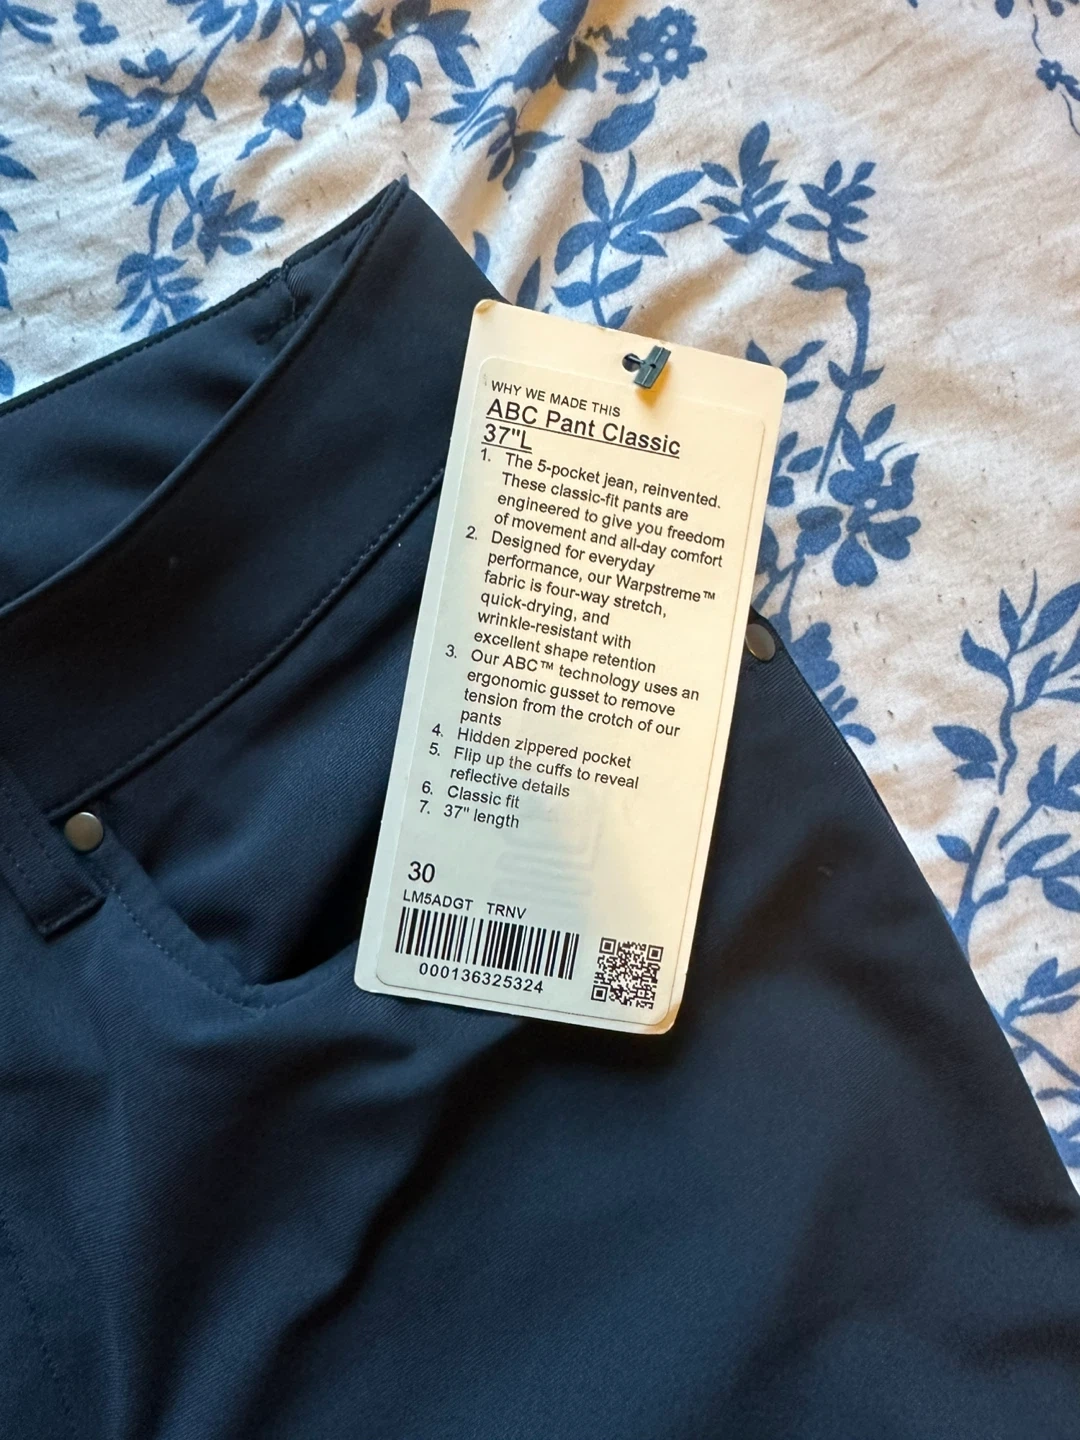 WHY WE MADE THIS
ABC Pant Classic
37"L
1. The 5-pocket jean, reinvented.
These classic-fit pants are
engineered to give you freedom
of movement and all-day comfort
2. Designed for everyday
performance, our Warpstreme™
fabric is four-way stretch,
quick-drying, and
wrinkle-resistant with
excellent shape retention
3. Our ABC™ technology uses an
ergonomic gusset to remove
tension from the crotch of our
pants
4. Hidden zippered pocket
5. Flip up the cuffs to reveal
reflective details
6. Classic fit
7. 37" length
30
LM5ADGT TRNV
000136325324